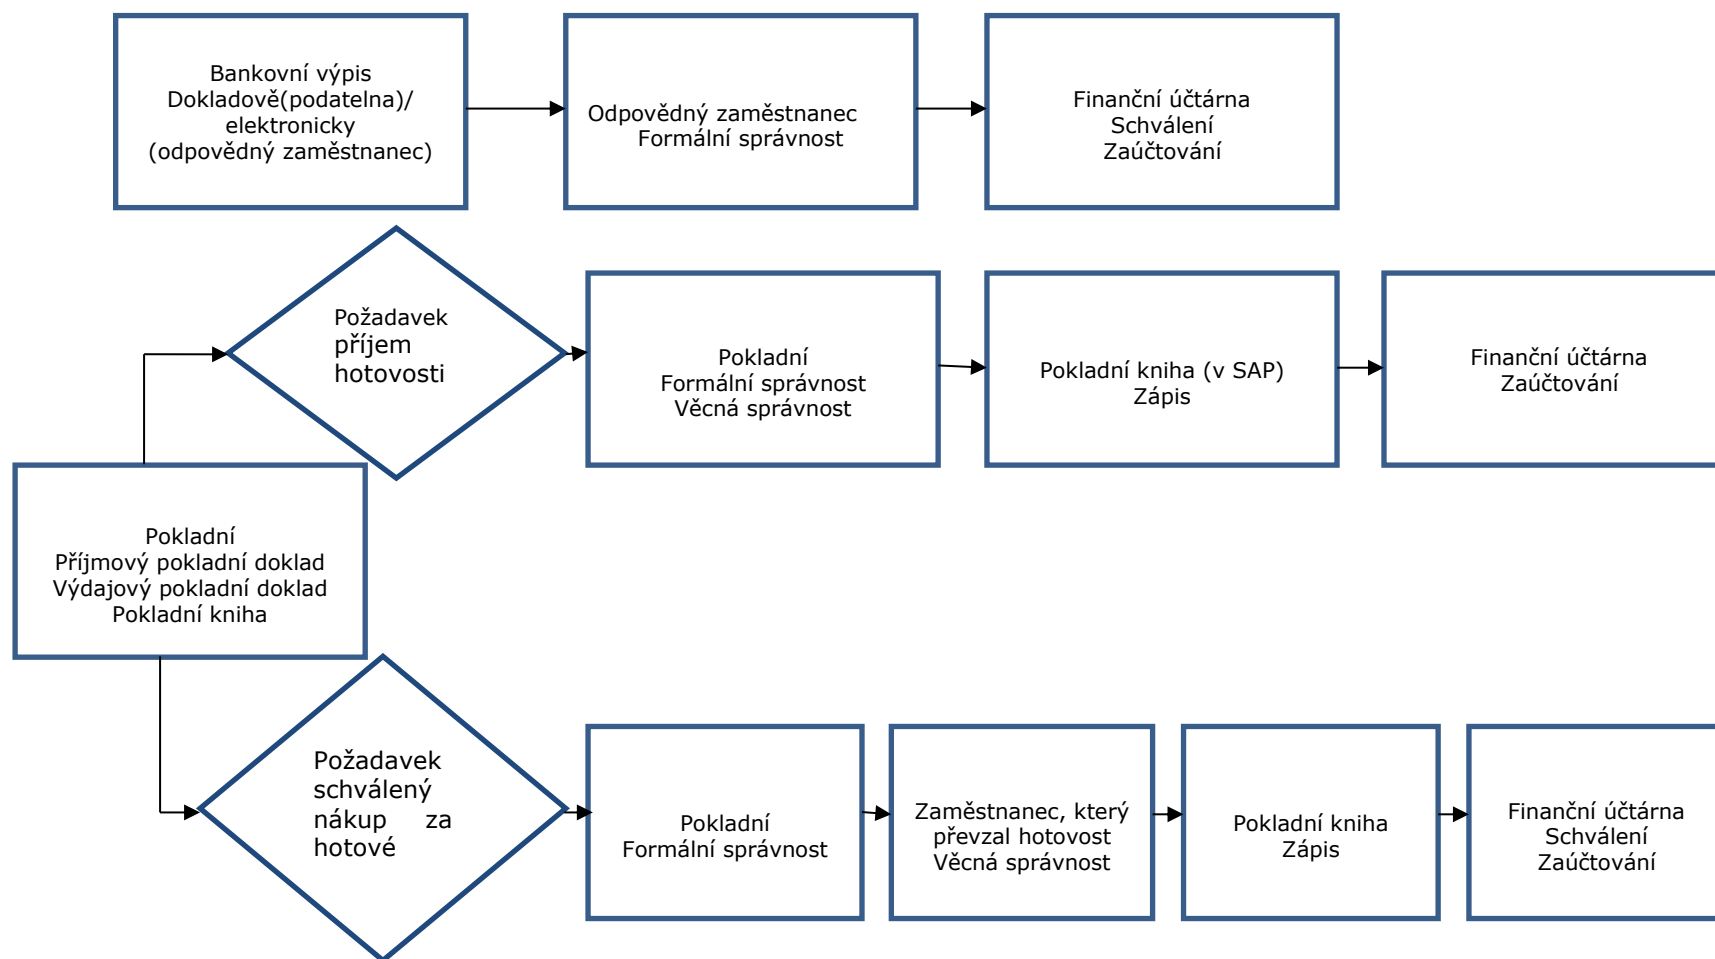 Bankovní výpis
Dokladově(podatelna)/
elektronicky
(odpovědný zaměstnanec)
Odpovědný zaměstnanec
Formální správnost
Finanční účtárna
Schválení
Zaúčtování
Požadavek
příjem
hotovosti
Pokladní
Formální správnost
Věcná správnost
Pokladní kniha (v SAP)
Zápis
Finanční účtárna
Zaúčtování
Pokladní
Příjmový pokladní doklad
Výdajový pokladní doklad
Pokladní kniha
Požadavek
schválený
nákup za
hotové
Pokladní
Formální správnost
Zaměstnanec, který
převzal hotovost
Věcná správnost
Pokladní kniha
Zápis
Finanční účtárna
Schválení
Zaúčtování